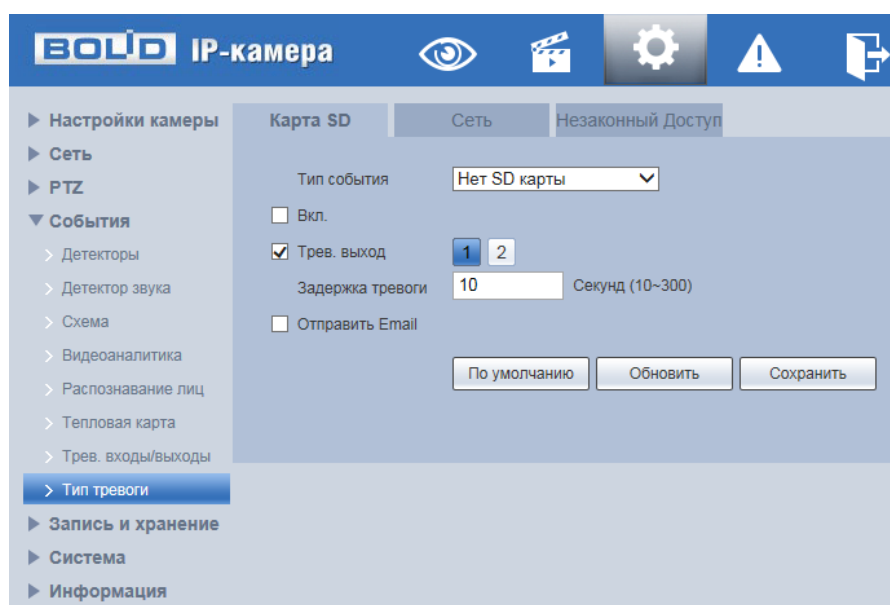 BOLID IP-камера
Настройки камеры
Сеть
PTZ
События
Детекторы
Детектор звука
Схема
Видеоаналитика
Распознавание лиц
Тепловая карта
Трев. входы/выходы
Тип тревоги
Запись и хранение
Система
Информация
Карта SD
Сеть
Незаконный Доступ
Тип события
Нет SD карты
Вкл.
Трев. выход
1
2
Задержка тревоги
10
Секунд (10~300)
Отправить Email
По умолчанию
Обновить
Сохранить